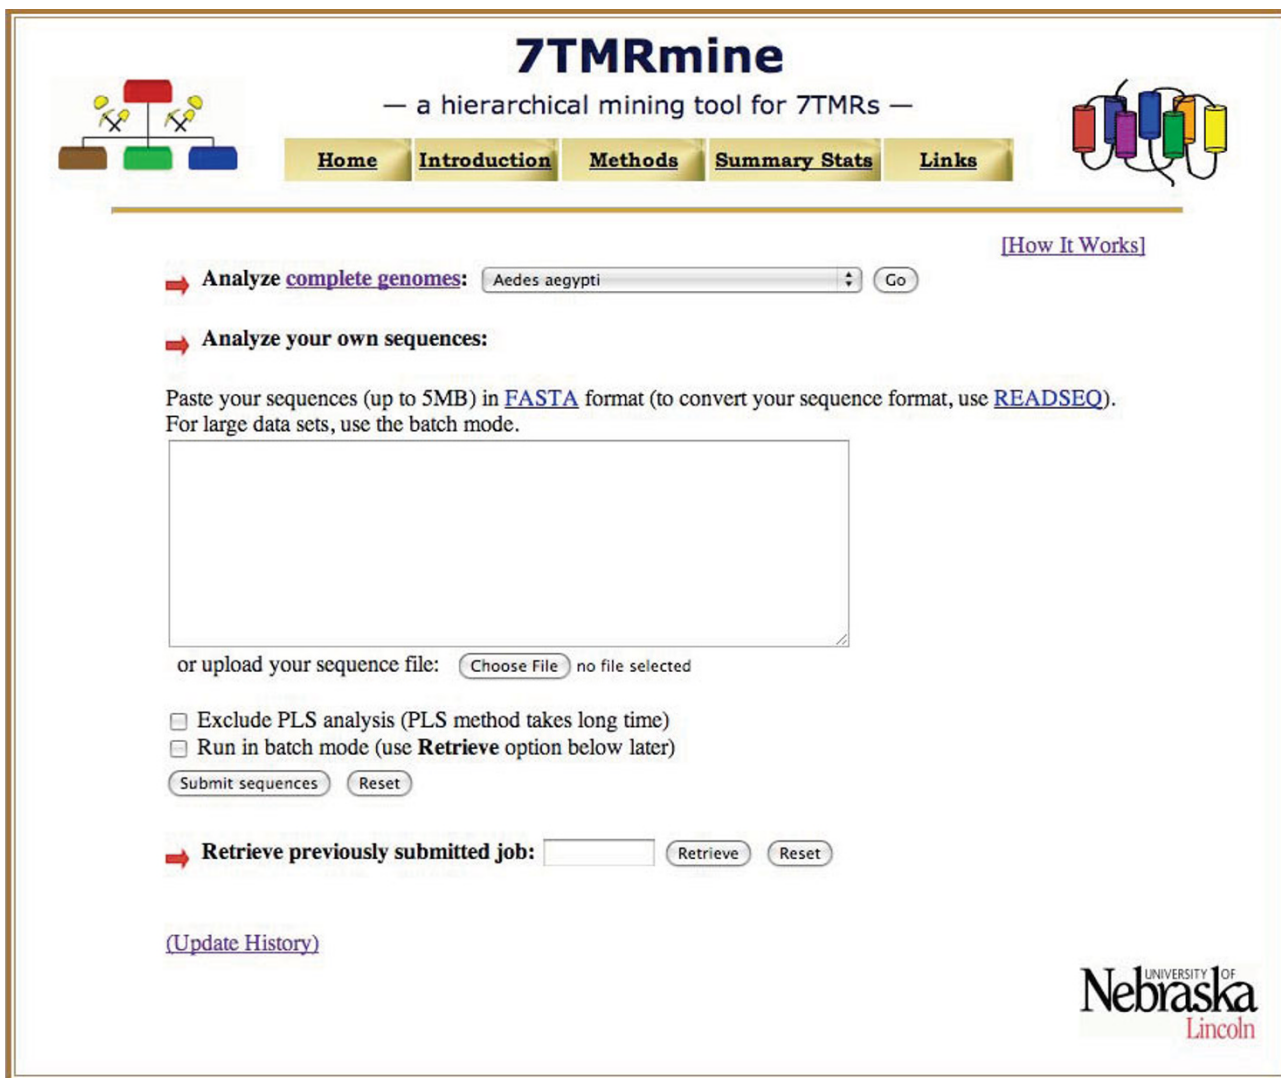 7TMRmine
— a hierarchical mining tool for 7TMRs —
Home Introduction Methods Summary Stats Links
[How It Works]
Analyze complete genomes: Aedes aegypti Go
Analyze your own sequences:
Paste your sequences (up to 5MB) in FASTA format (to convert your sequence format, use READSEQ).
For large data sets, use the batch mode.
or upload your sequence file: Choose File no file selected
Exclude PLS analysis (PLS method takes long time)
Run in batch mode (use Retrieve option below later)
Submit sequences Reset
Retrieve previously submitted job: Retrieve Reset
(Update History)
UNIVERSITY OF
Nebraska
Lincoln